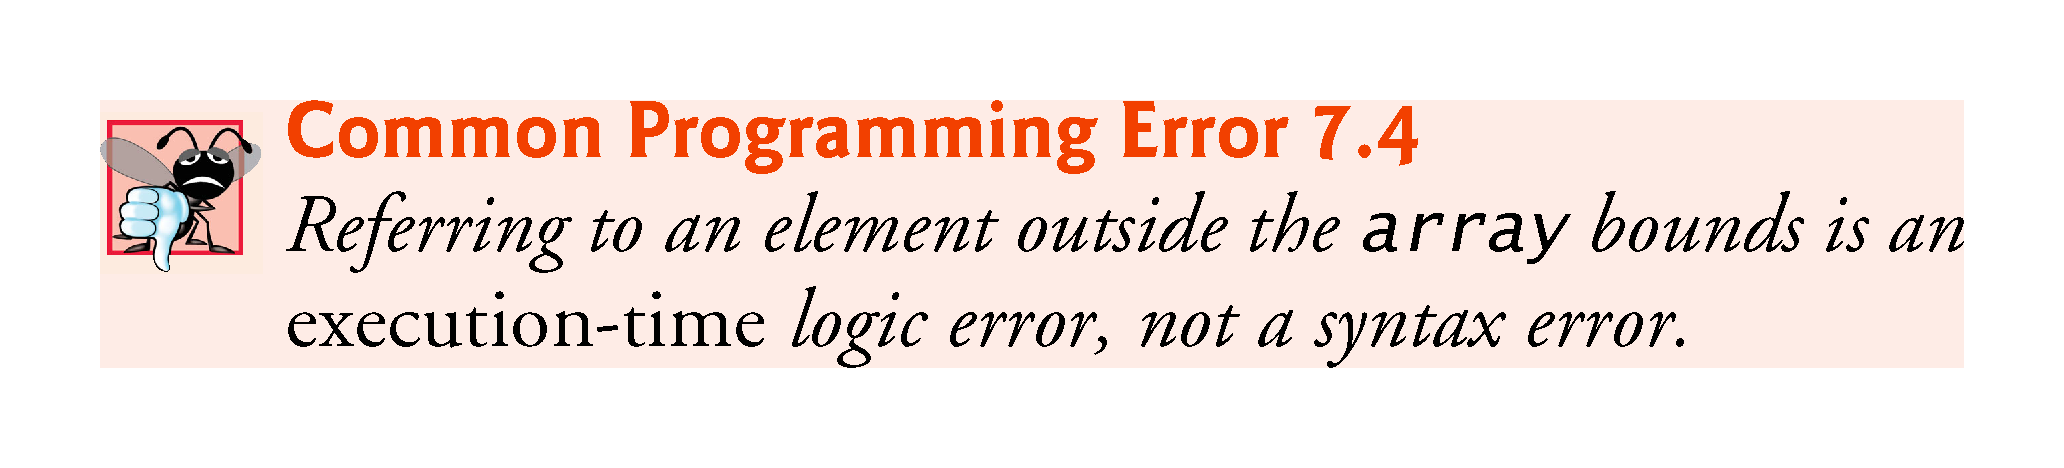 Common Programming Error 7.4
Referring to an element outside the array bounds is an
execution-time logic error, not a syntax error.